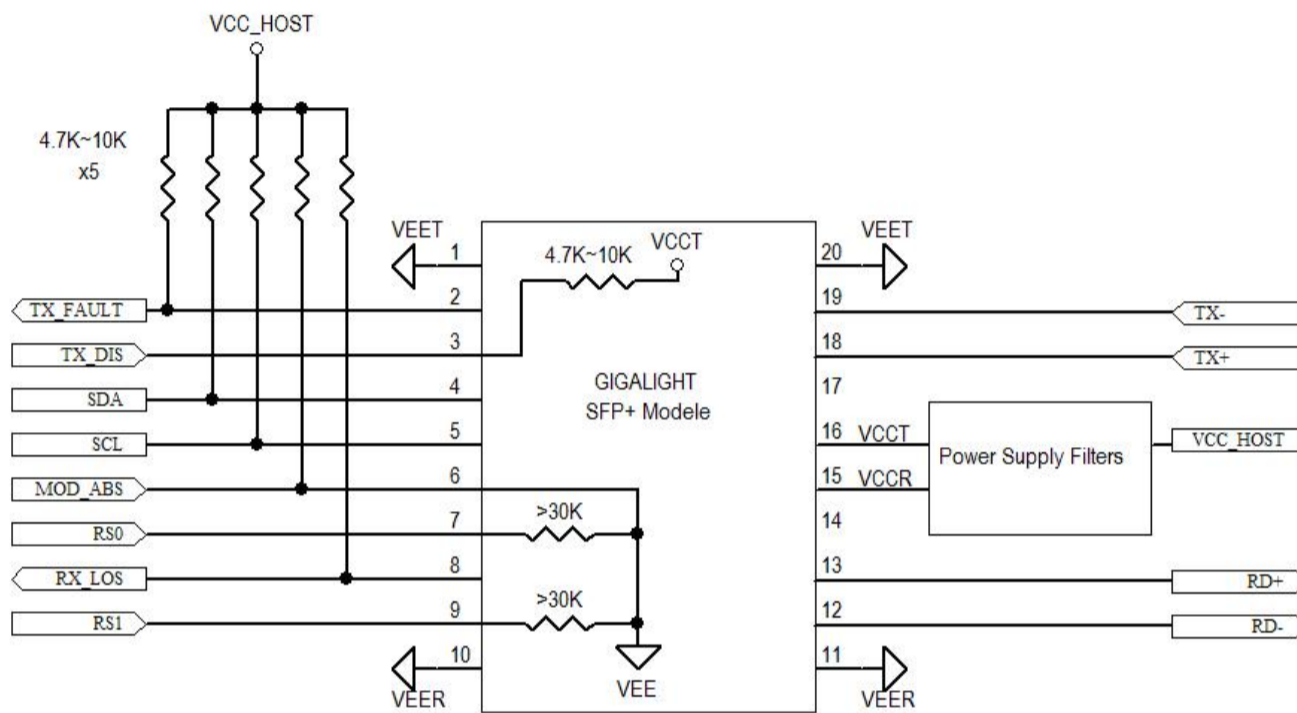 VCC_HOST
4.7K~10K
x5
VEET
1
4.7K~10K
VCCT
20
VEET
TX_FAULT
2
19
TX-
TX_DIS
3
18
TX+
SDA
4
GIGALIGHT
SFP+ Modele
17
SCL
5
16
VCCT
Power Supply Filters
VCC_HOST
MOD_ABS
6
15
VCCR
RS0
7
>30K
14
RX_LOS
8
13
RD+
RS1
9
>30K
12
RD-
10
VEER
VEE
11
VEER